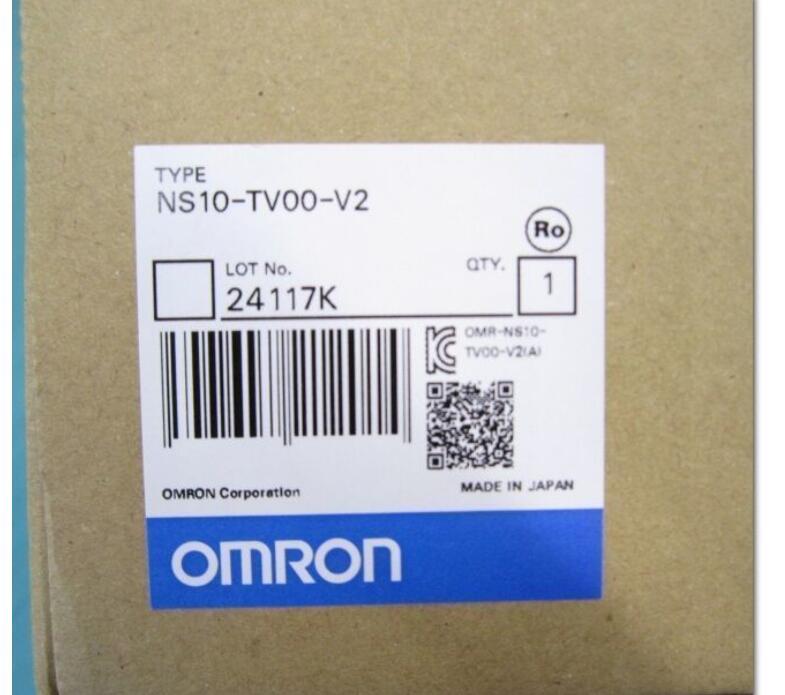 TYPE
NS10-TV00-V2
Ro
LOT No.
QTY.
24117K
1
OMR-NS10-
TV00-V2(A)
OMRON Corporation
MADE IN JAPAN
OMRON